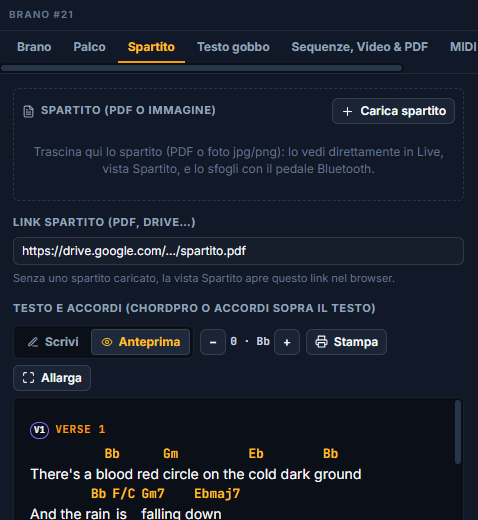 BRANO #21
Brano Palco Spartito Testo gobbo Sequenze, Video & PDF MIDI
SPARTITO (PDF O IMMAGINE)
+ Carica spartito
Trascina qui lo spartito (PDF o foto jpg/png): lo vedi direttamente in Live,
vista Spartito, e lo sfogli con il pedale Bluetooth.
LINK SPARTITO (PDF, DRIVE...)
https://drive.google.com/.../spartito.pdf
Senza uno spartito caricato, la vista Spartito apre questo link nel browser.
TESTO E ACCORDI (CHORDPRO O ACCORDI SOPRA IL TESTO)
Scrivi Anteprima − 0 · Bb + Stampa
Allarga
V1 VERSE 1
Bb Gm Eb Bb
There's a blood red circle on the cold dark ground
Bb F/C Gm7 Ebmaj7
And the rain is falling down